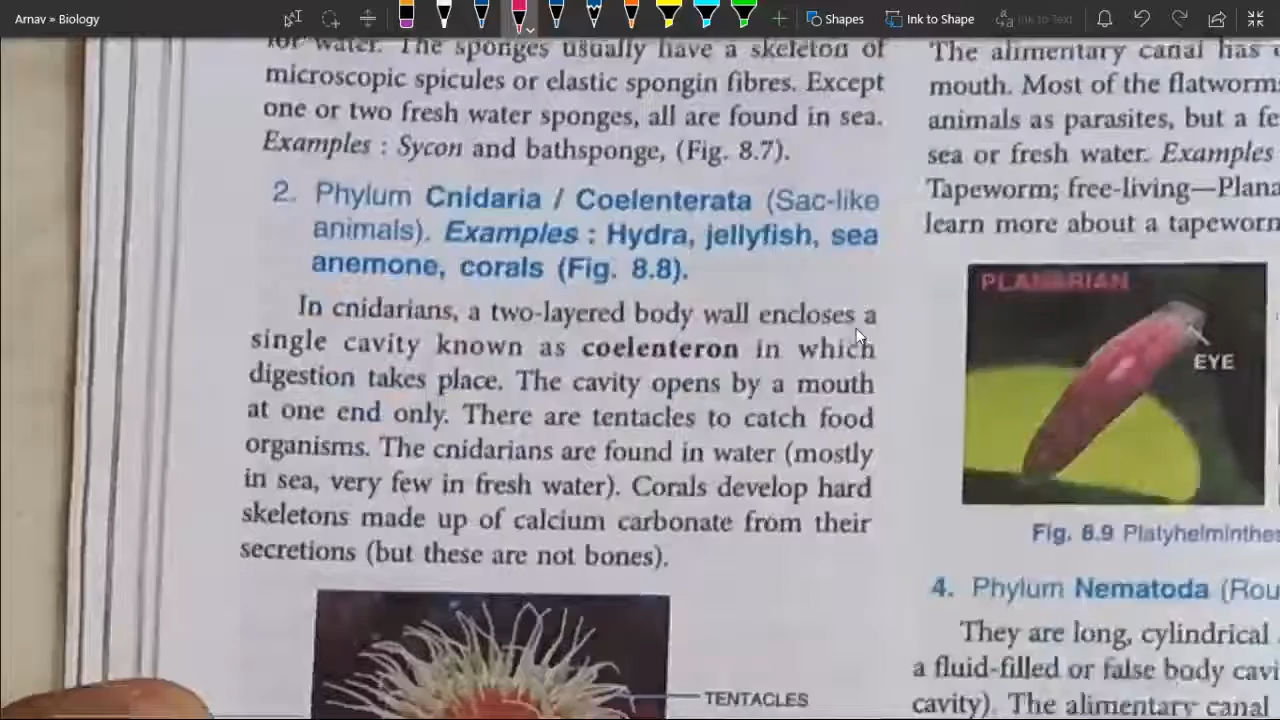 Arnav » Biology
Shapes
Ink to Shape
Ink to Text
for water. The sponges usually have a skeleton of
microscopic spicules or elastic spongin fibres. Except
one or two fresh water sponges, all are found in sea.
Examples : Sycon and bathsponge, (Fig. 8.7).
2. Phylum Cnidaria / Coelenterata (Sac-like
animals). Examples : Hydra, jellyfish, sea
anemone, corals (Fig. 8.8).
In cnidarians, a two-layered body wall encloses a
single cavity known as coelenteron in which
digestion takes place. The cavity opens by a mouth
at one end only. There are tentacles to catch food
organisms. The cnidarians are found in water (mostly
in sea, very few in fresh water). Corals develop hard
skeletons made up of calcium carbonate from their
secretions (but these are not bones).
TENTACLES
The alimentary canal has
mouth. Most of the flatworm
animals as parasites, but a fe
sea or fresh water. Examples
Tapeworm; free-living—Plana
learn more about a tapeworm
PLANARIAN
EYE
Fig. 8.9 Platyhelminthes
4. Phylum Nematoda (Rou
They are long, cylindrical
a fluid-filled or false body cavi
cavity). The alimentary canal